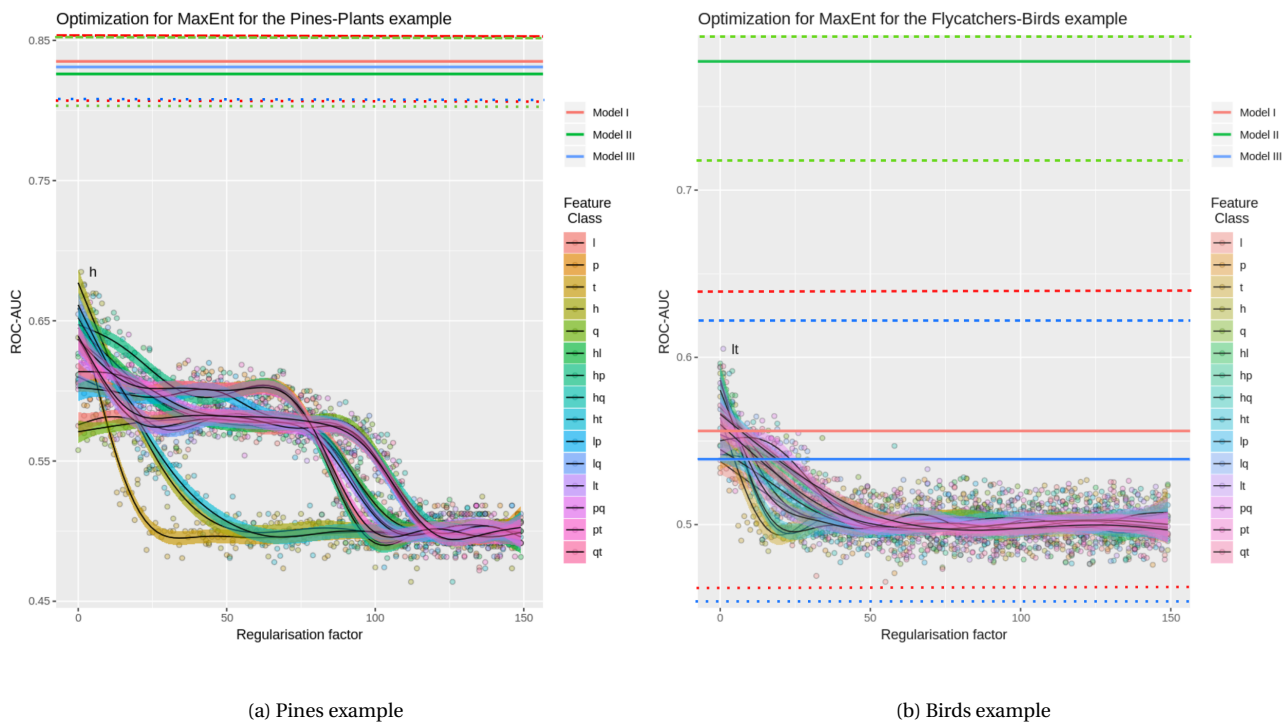 Optimization for MaxEnt for the Pines-Plants example
0.85
0.75
0.65
0.55
0.45
ROC-AUC
h
0
50
100
150
Regularisation factor
Model I
Model II
Model III
Feature
Class
l
p
t
h
q
hl
hp
hq
ht
lp
lq
lt
pq
pt
qt
(a) Pines example
Optimization for MaxEnt for the Flycatchers-Birds example
0.7
0.6
0.5
ROC-AUC
lt
0
50
100
150
Regularisation factor
Model I
Model II
Model III
Feature
Class
l
p
t
h
q
hl
hp
hq
ht
lp
lq
lt
pq
pt
qt
(b) Birds example